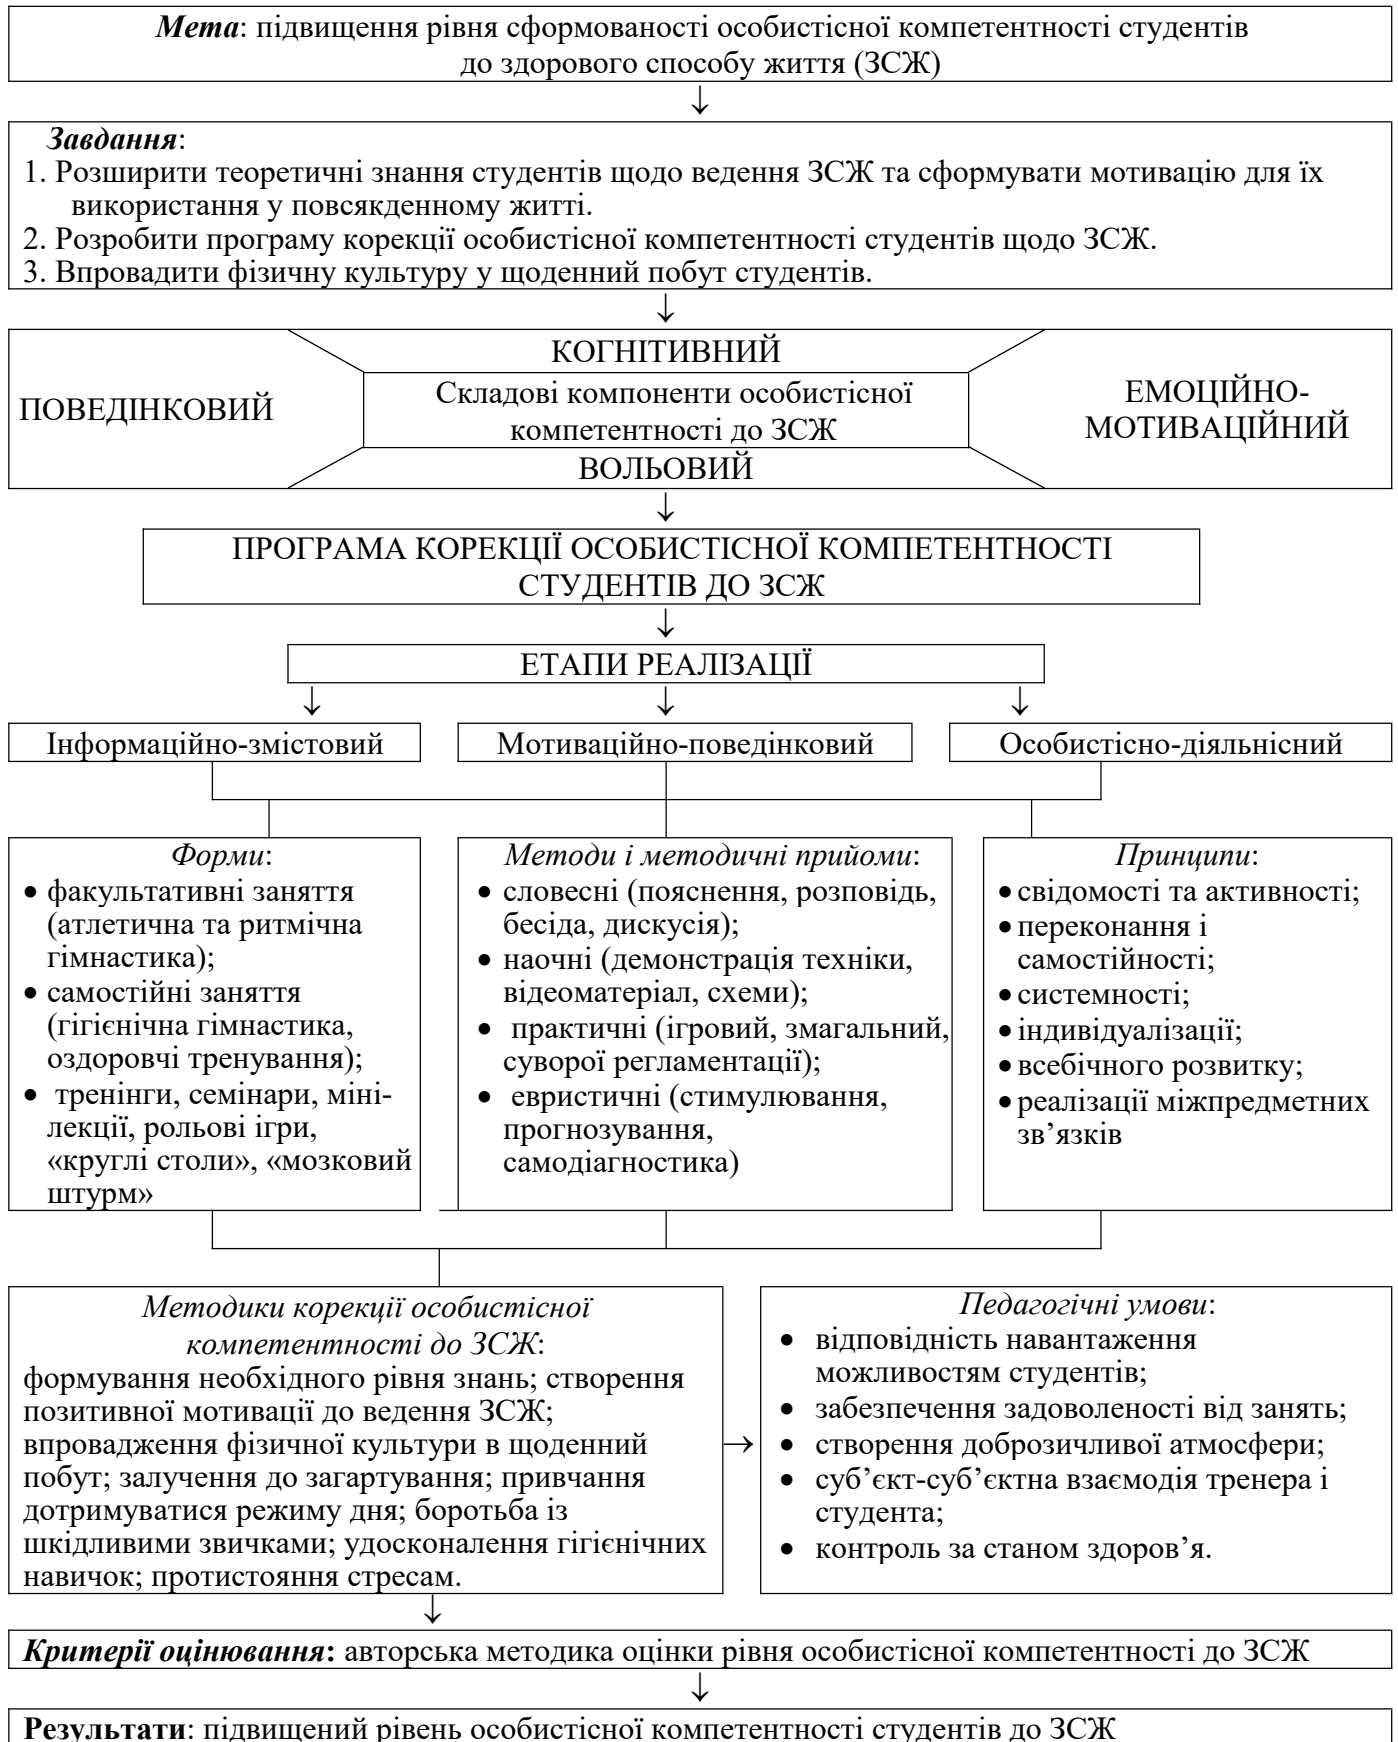 Мета: підвищення рівня сформованості особистісної компетентності студентів
до здорового способу життя (ЗСЖ)
↓
Завдання:
1. Розширити теоретичні знання студентів щодо ведення ЗСЖ та сформувати мотивацію для їх
використання у повсякденному житті.
2. Розробити програму корекції особистісної компетентності студентів щодо ЗСЖ.
3. Впровадити фізичну культуру у щоденний побут студентів.
↓
КОГНІТИВНИЙ
ПОВЕДІНКОВИЙ
Складові компоненти особистісної
компетентності до ЗСЖ
ЕМОЦІЙНО-
МОТИВАЦІЙНИЙ
ВОЛЬОВИЙ
↓
ПРОГРАМА КОРЕКЦІЇ ОСОБИСТІСНОЇ КОМПЕТЕНТНОСТІ
СТУДЕНТІВ ДО ЗСЖ
↓
ЕТАПИ РЕАЛІЗАЦІЇ
↓ ↓ ↓
Інформаційно-змістовий
Мотиваційно-поведінковий
Особистісно-діяльнісний
Форми:
• факультативні заняття
(атлетична та ритмічна
гімнастика);
• самостійні заняття
(гігієнічна гімнастика,
оздоровчі тренування);
• тренінги, семінари, міні-
лекції, рольові ігри,
«круглі столи», «мозковий
штурм»
Методи і методичні прийоми:
• словесні (пояснення, розповідь,
бесіда, дискусія);
• наочні (демонстрація техніки,
відеоматеріал, схеми);
• практичні (ігровий, змагальний,
суворої регламентації);
• евристичні (стимулювання,
прогнозування,
самодіагностика)
Принципи:
• свідомості та активності;
• переконання і
самостійності;
• системності;
• індивідуалізації;
• всебічного розвитку;
• реалізації міжпредметних
зв’язків
Методики корекції особистісної
компетентності до ЗСЖ:
формування необхідного рівня знань; створення
позитивної мотивації до ведення ЗСЖ;
впровадження фізичної культури в щоденний
побут; залучення до загартування; привчання
дотримуватися режиму дня; боротьба із
шкідливими звичками; удосконалення гігієнічних
навичок; протистояння стресам.
→
Педагогічні умови:
• відповідність навантаження
можливостям студентів;
• забезпечення задоволеності від занять;
• створення доброзичливої атмосфери;
• суб’єкт-суб’єктна взаємодія тренера і
студента;
• контроль за станом здоров’я.
↓
Критерії оцінювання: авторська методика оцінки рівня особистісної компетентності до ЗСЖ
↓
Результати: підвищений рівень особистісної компетентності студентів до ЗСЖ